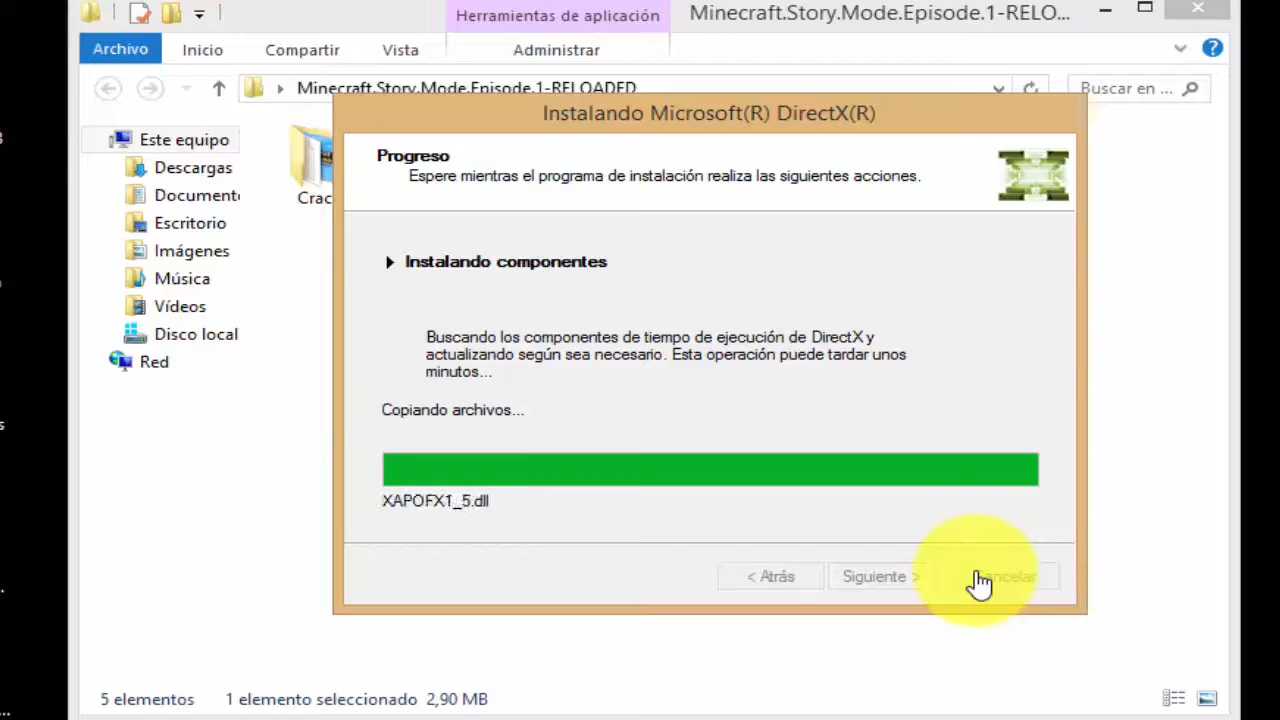 Herramientas de aplicación
Minecraft.Story.Mode.Episode.1-RELO...
Archivo
Inicio
Compartir
Vista
Administrar
Minecraft.Story.Mode.Episode.1-RELOADED
Buscar en ...
Instalando Microsoft(R) DirectX(R)
Este equipo
Descargas
Document
Escritorio
Imágenes
Música
Vídeos
Disco local
Red
Crac
Progreso
Espere mientras el programa de instalación realiza las siguientes acciones.
Instalando componentes
Buscando los componentes de tiempo de ejecución de DirectX y
actualizando según sea necesario. Esta operación puede tardar unos
minutos...
Copiando archivos...
XAPOFX1_5.dll
< Atrás
Siguiente >
Cancelar
5 elementos
1 elemento seleccionado 2,90 MB